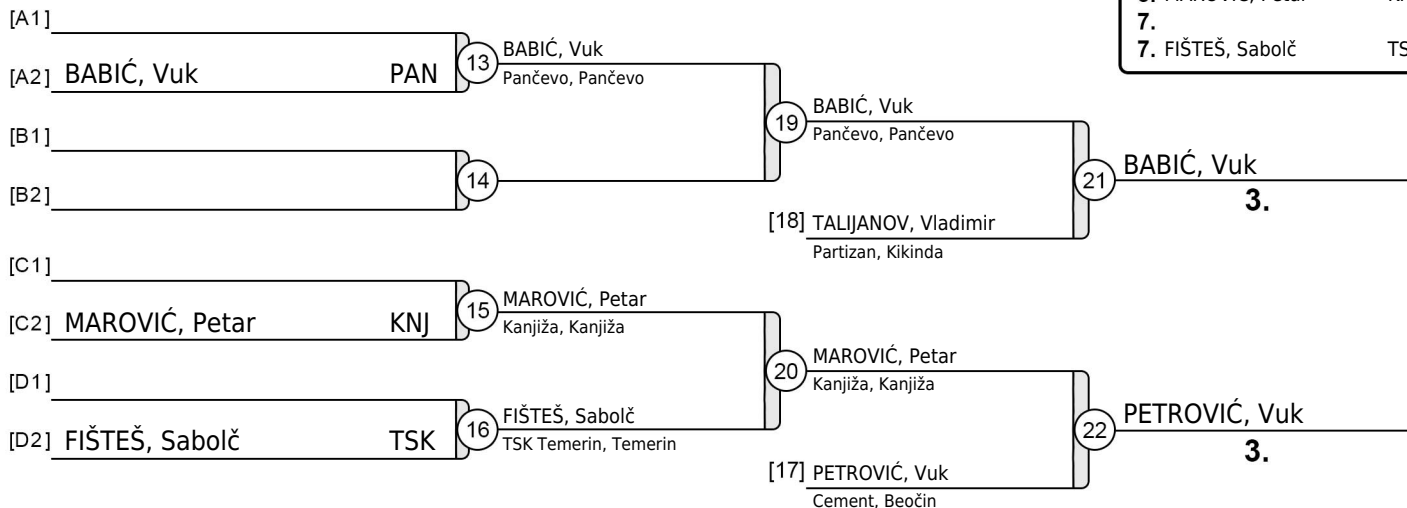 [A1]
[A2] BABIĆ, Vuk PAN
13
BABIĆ, Vuk
Pančevo, Pančevo
[B1]
[B2]
14
19
BABIĆ, Vuk
Pančevo, Pančevo
[18] TALIJANOV, Vladimir
Partizan, Kikinda
21
BABIĆ, Vuk
3.
[C1]
[C2] MAROVIĆ, Petar KNJ
15
MAROVIĆ, Petar
Kanjiža, Kanjiža
[D1]
[D2] FIŠTEŠ, Sabolč TSK
16
FIŠTEŠ, Sabolč
TSK Temerin, Temerin
20
MAROVIĆ, Petar
Kanjiža, Kanjiža
[17] PETROVIĆ, Vuk
Cement, Beočin
22
PETROVIĆ, Vuk
3.
7.
7. FIŠTEŠ, Sabolč